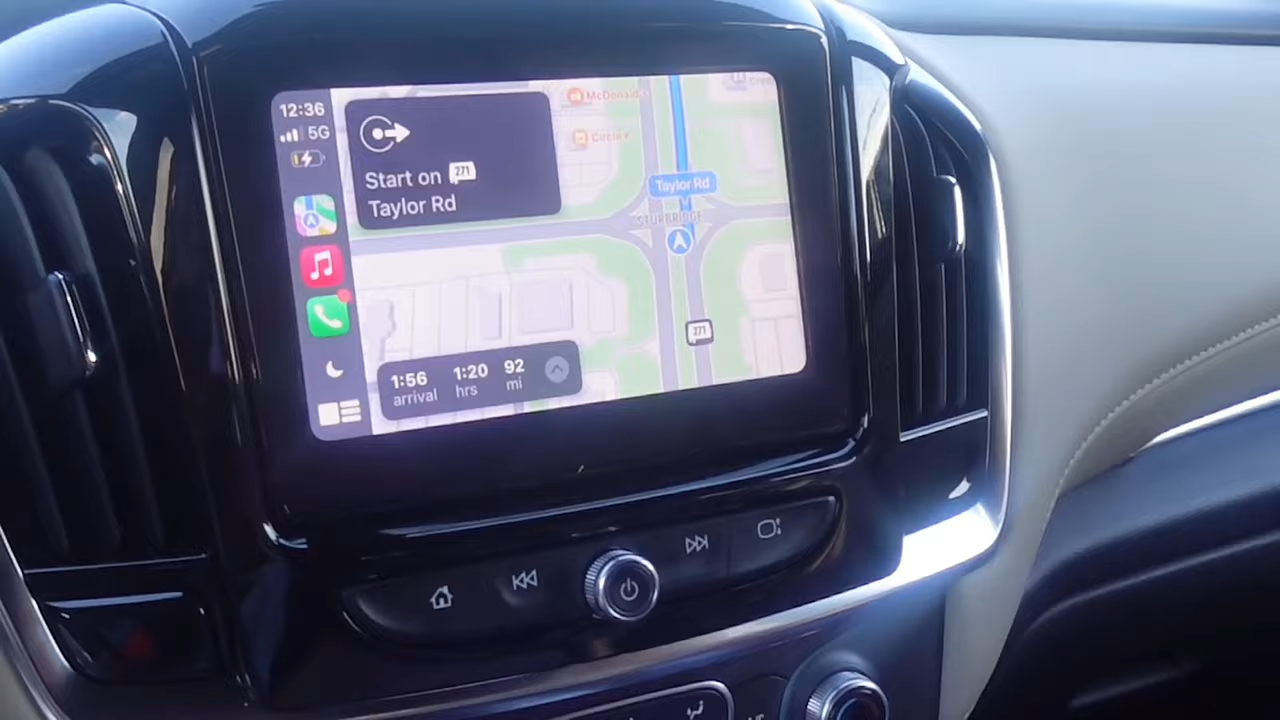 12:36
5G
Start on 271
Taylor Rd
McDonald's
Circle K
Taylor Rd
STURBRIDGE
271
1:56 1:20 92
arrival hrs mi